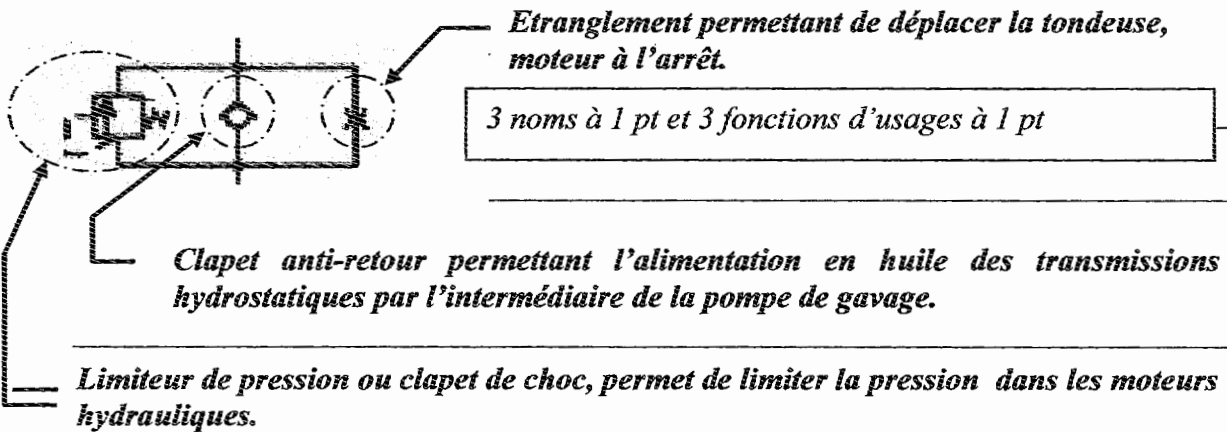 Etranglement permettant de déplacer la tondeuse,
moteur à l'arrêt.
3 noms à 1 pt et 3 fonctions d'usages à 1 pt
Clapet anti-retour permettant l'alimentation en huile des transmissions
hydrostatiques par l'intermédiaire de la pompe de gavage.
Limiteur de pression ou clapet de choc, permet de limiter la pression dans les moteurs
hydrauliques.